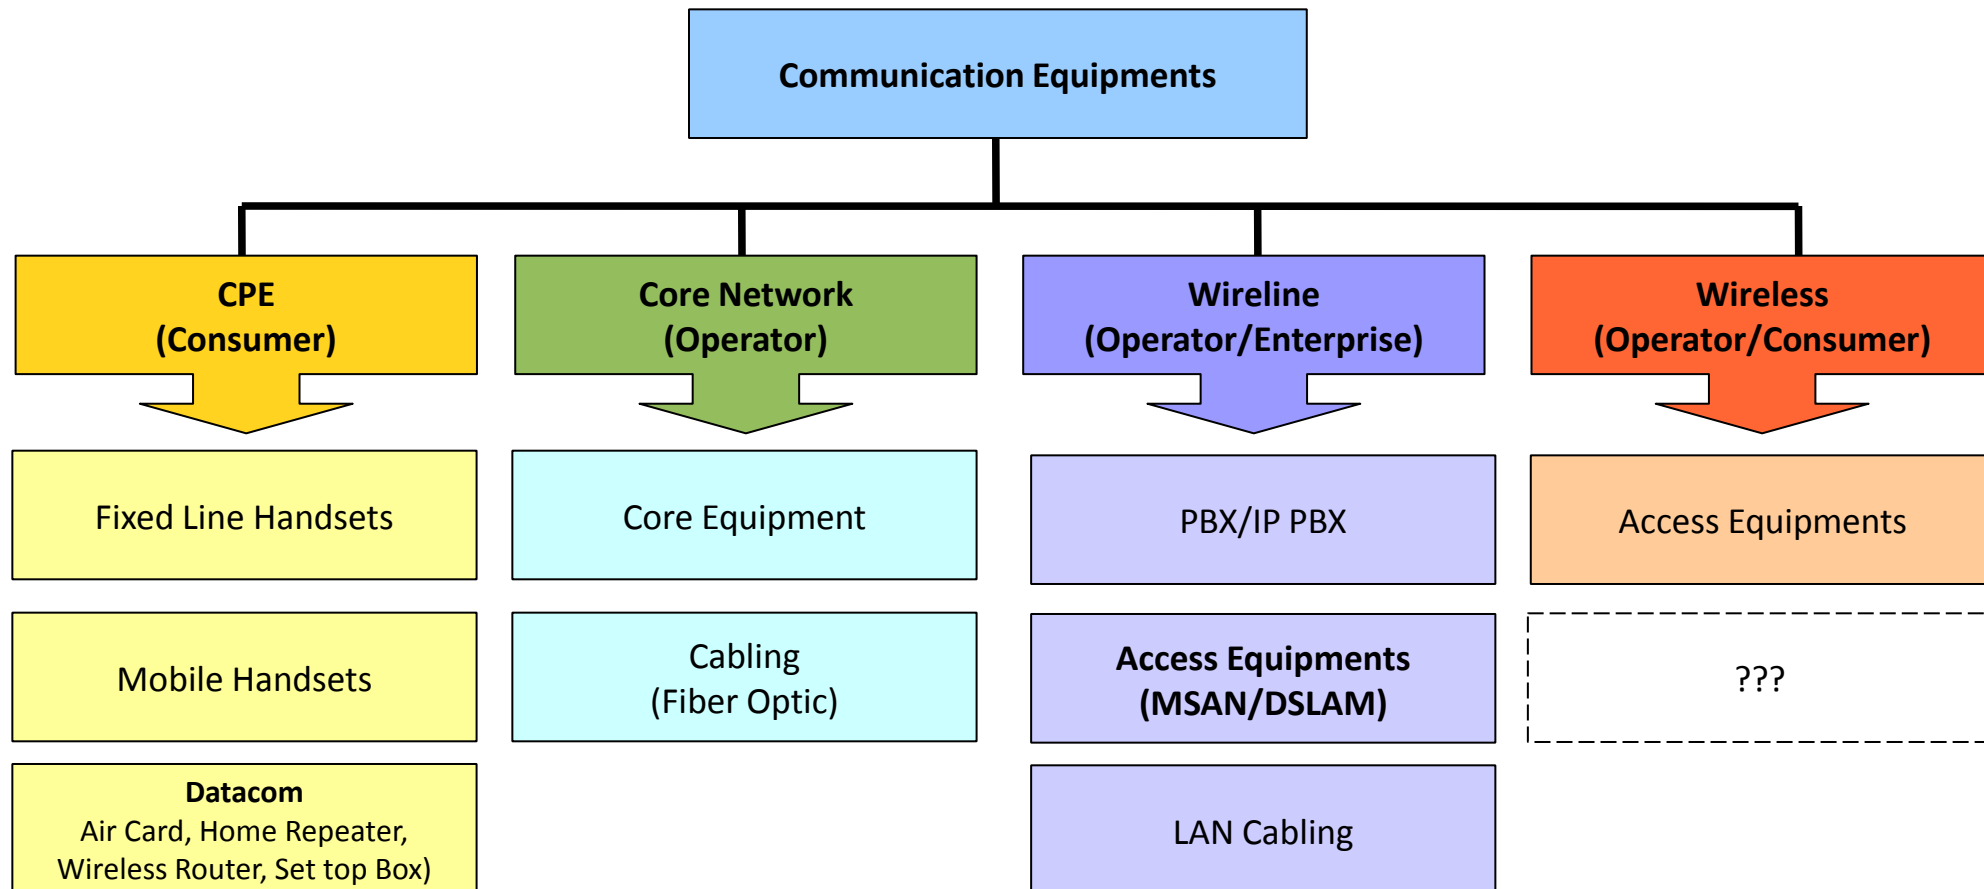 Communication Equipments
CPE
(Consumer)
Core Network
(Operator)
Wireline
(Operator/Enterprise)
Wireless
(Operator/Consumer)
Fixed Line Handsets
Core Equipment
PBX/IP PBX
Access Equipments
Mobile Handsets
Cabling
(Fiber Optic)
Access Equipments
(MSAN/DSLAM)
???
Datacom
Air Card, Home Repeater,
Wireless Router, Set top Box)
LAN Cabling